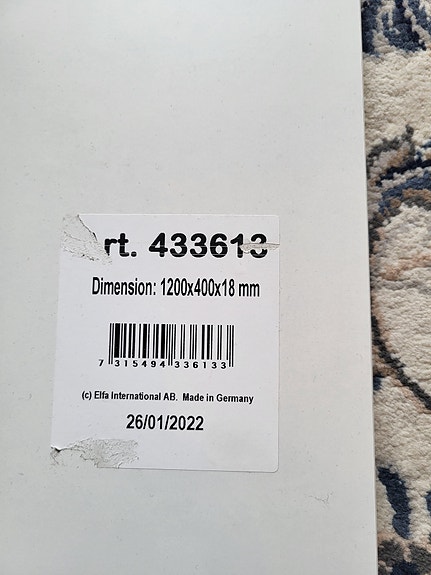 rt. 433613
Dimension: 1200x400x18 mm
7 315494 336133
(c) Elfa International AB. Made in Germany
26/01/2022